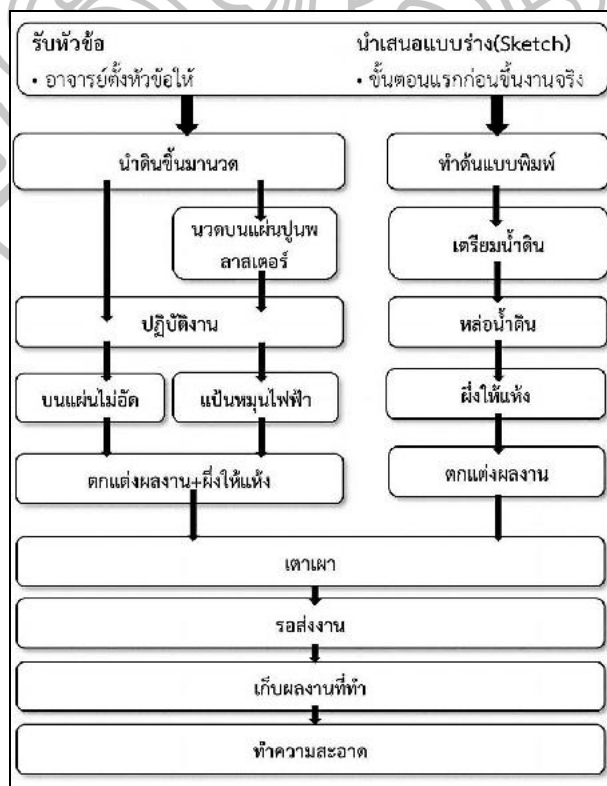 รับหัวข้อ
• อาจารย์ตั้งหัวข้อให้
นำเสนอแบบร่าง(Sketch)
• ขั้นตอนแรกก่อนขึ้นงานจริง
นำดินขึ้นมานวด
นวดบนแผ่นปูนพ
ลาสเตอร์
ปฏิบัติงาน
บนแผ่นไม้อัด
แป้นหมุนไฟฟ้า
ตกแต่งผลงาน+ผึ่งให้แห้ง
ทำต้นแบบพิมพ์
เตรียมน้ำดิน
หล่อน้ำดิน
ผึ่งให้แห้ง
ตกแต่งผลงาน
เตาเผา
รอส่งงาน
เก็บผลงานที่ทำ
ทำความสะอาด